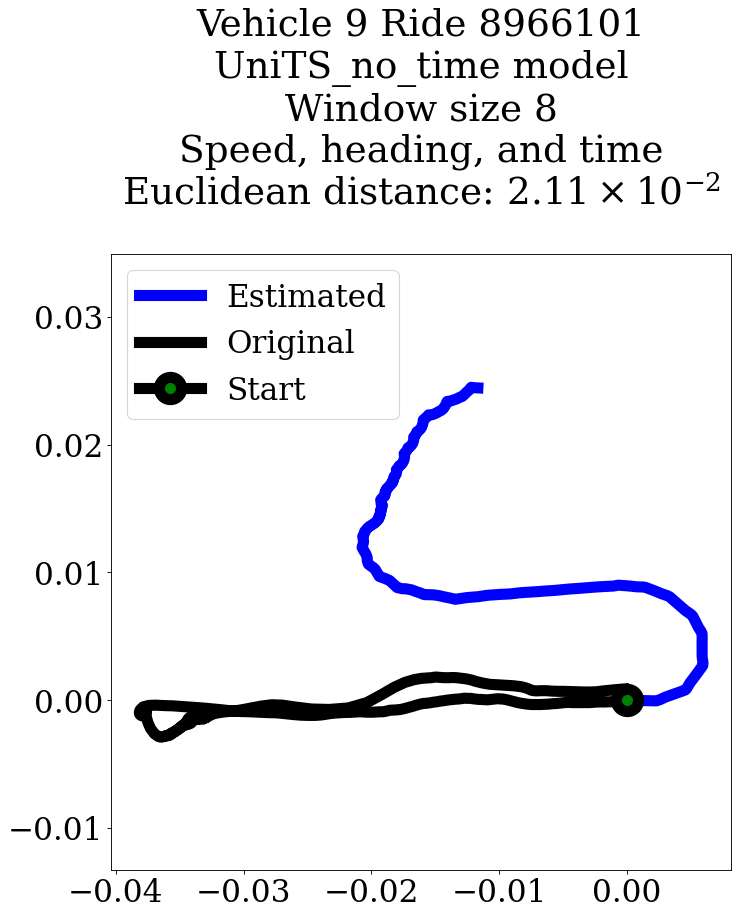 Vehicle 9 Ride 8966101
UniTS_no_time model
Window size 8
Speed, heading, and time
Euclidean distance: 2.11 × 10⁻²
Estimated
Original
Start
0.03
0.02
0.01
0.00
−0.01
−0.04 −0.03 −0.02 −0.01 0.00